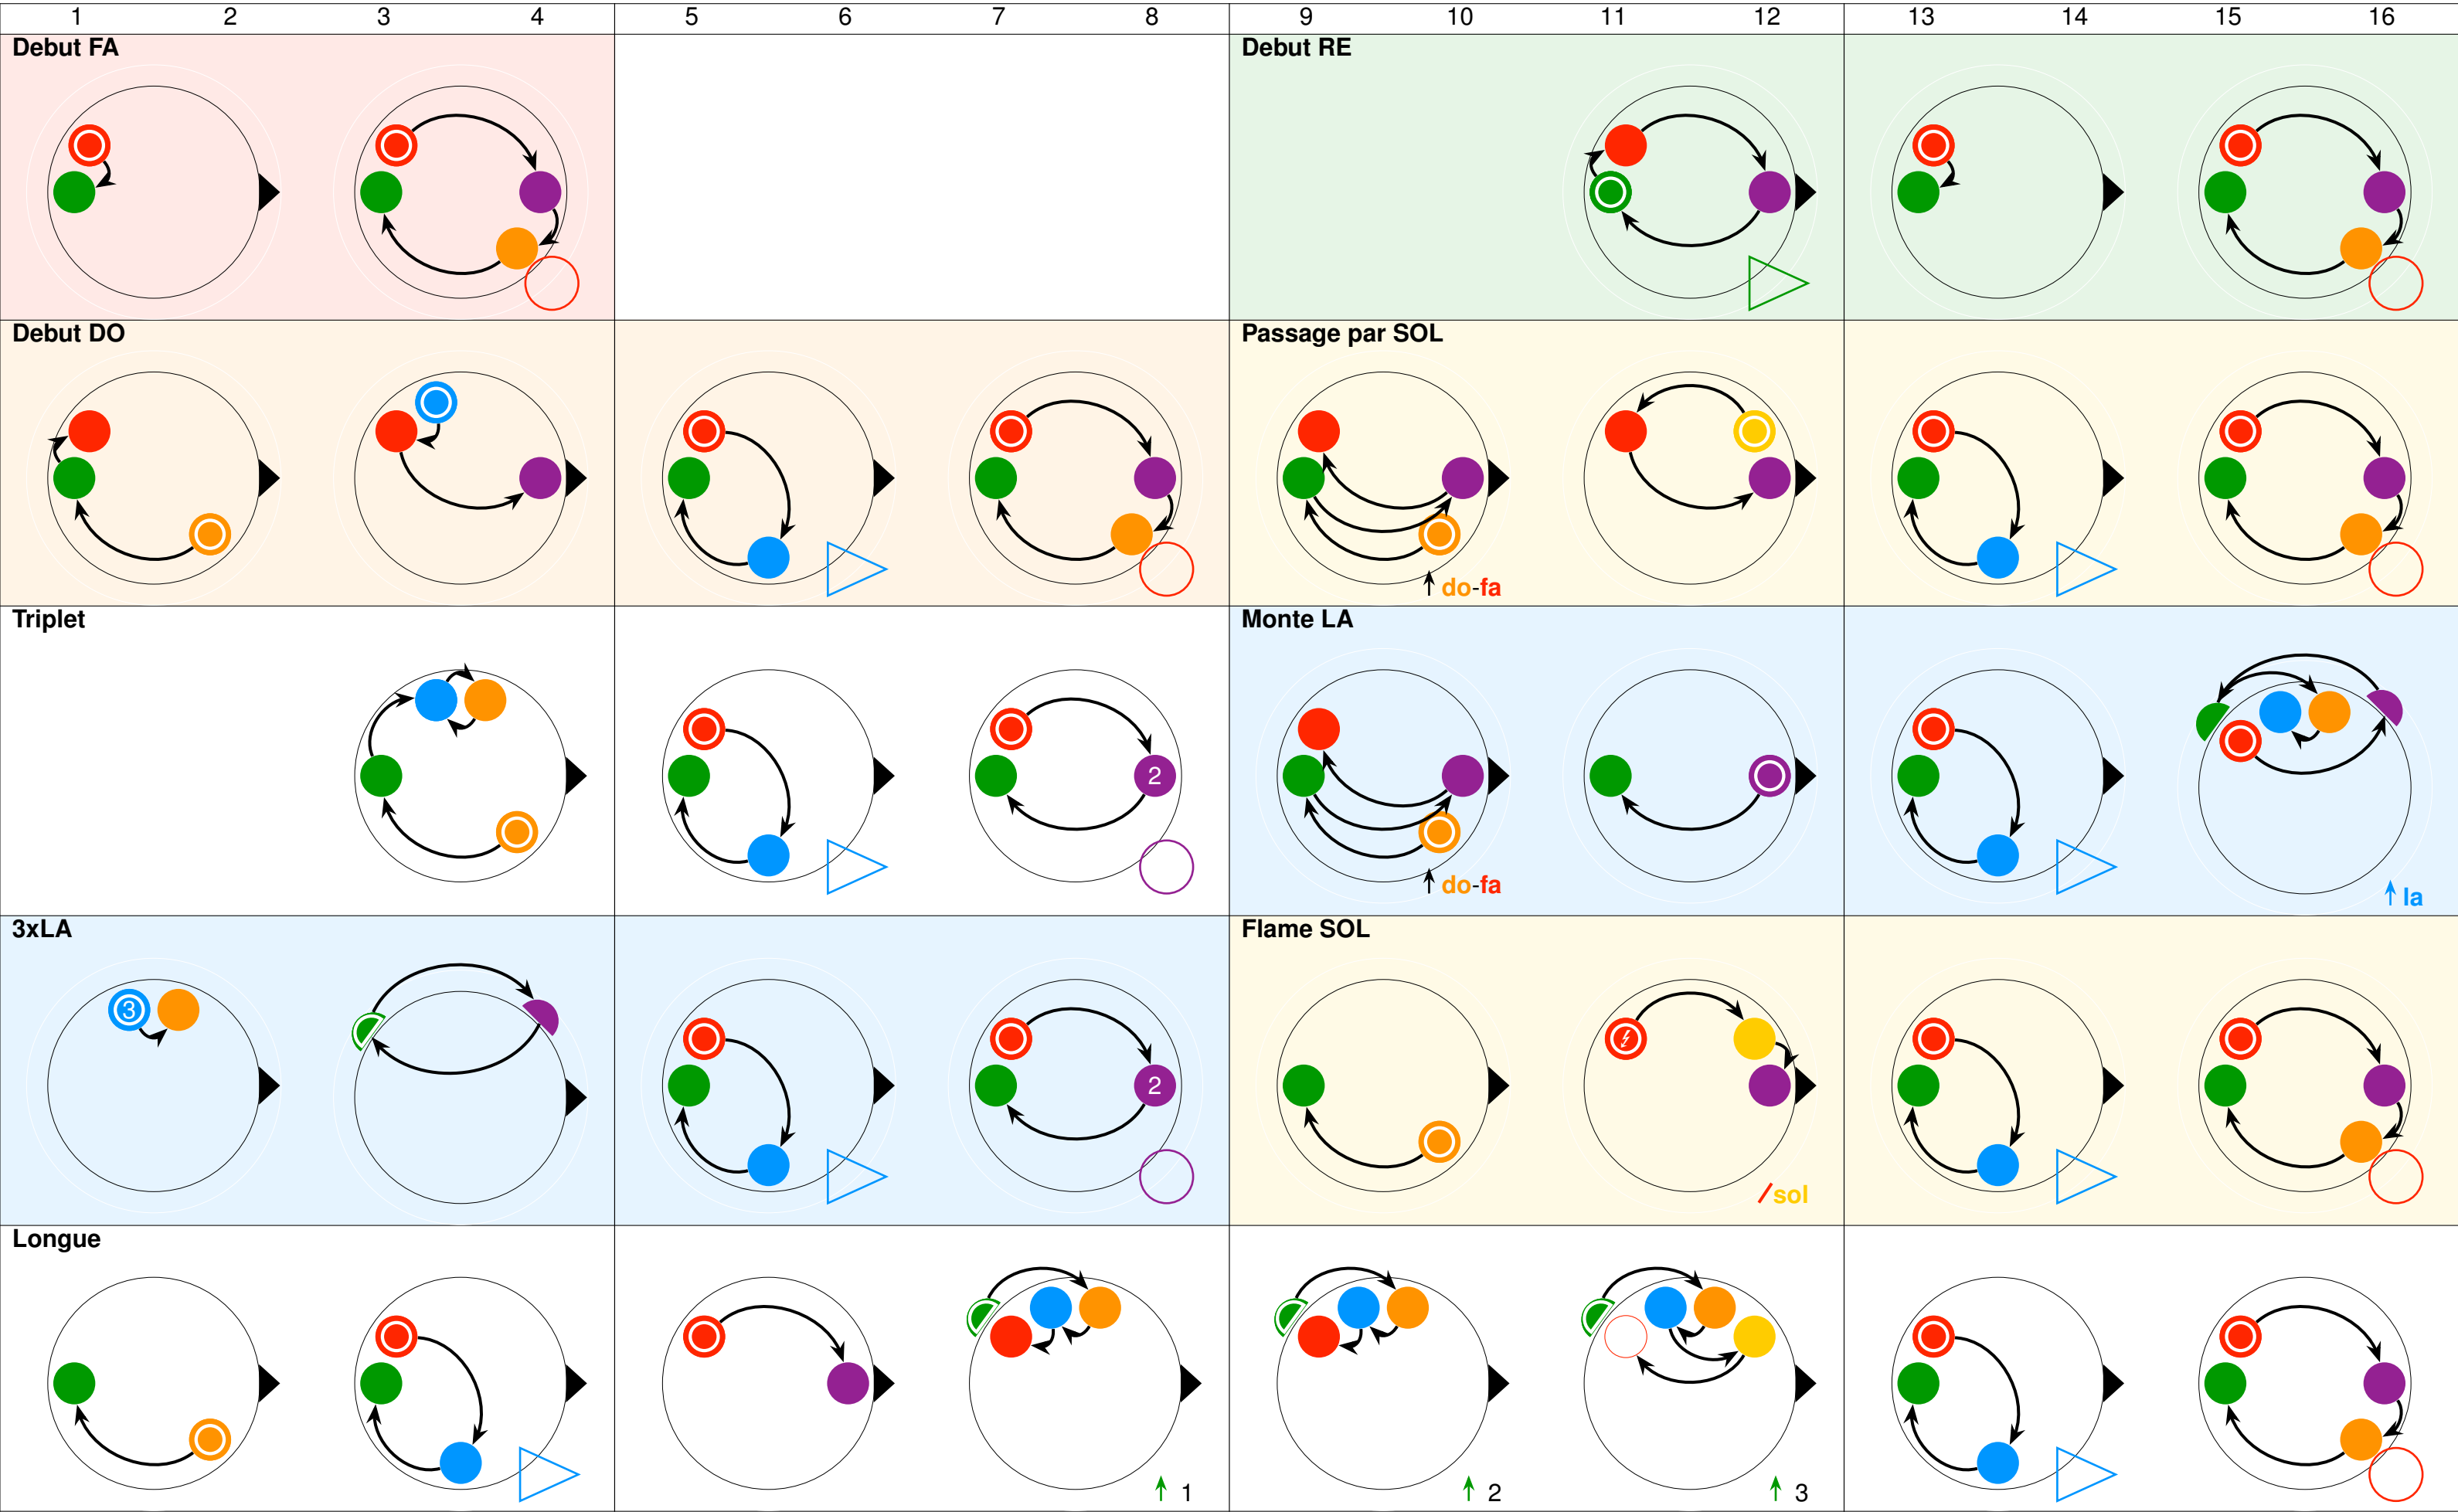 1 2 3 4 5 6 7 8 9 10 11 12 13 14 15 16
Debut FA
Debut RE
Debut DO
Passage par SOL
do-fa
Triplet
Monte LA
2
do-fa
la
3xLA
Flame SOL
3
2
sol
Longue
1
2
3